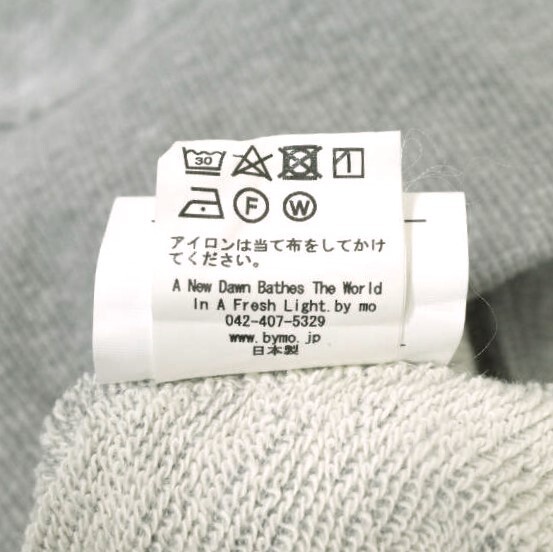 30
F W
アイロンは当て布をしてかけ
てください。
A New Dawn Bathes The World
In A Fresh Light.by mo
042-407-5329
www.bymo.jp
日本製